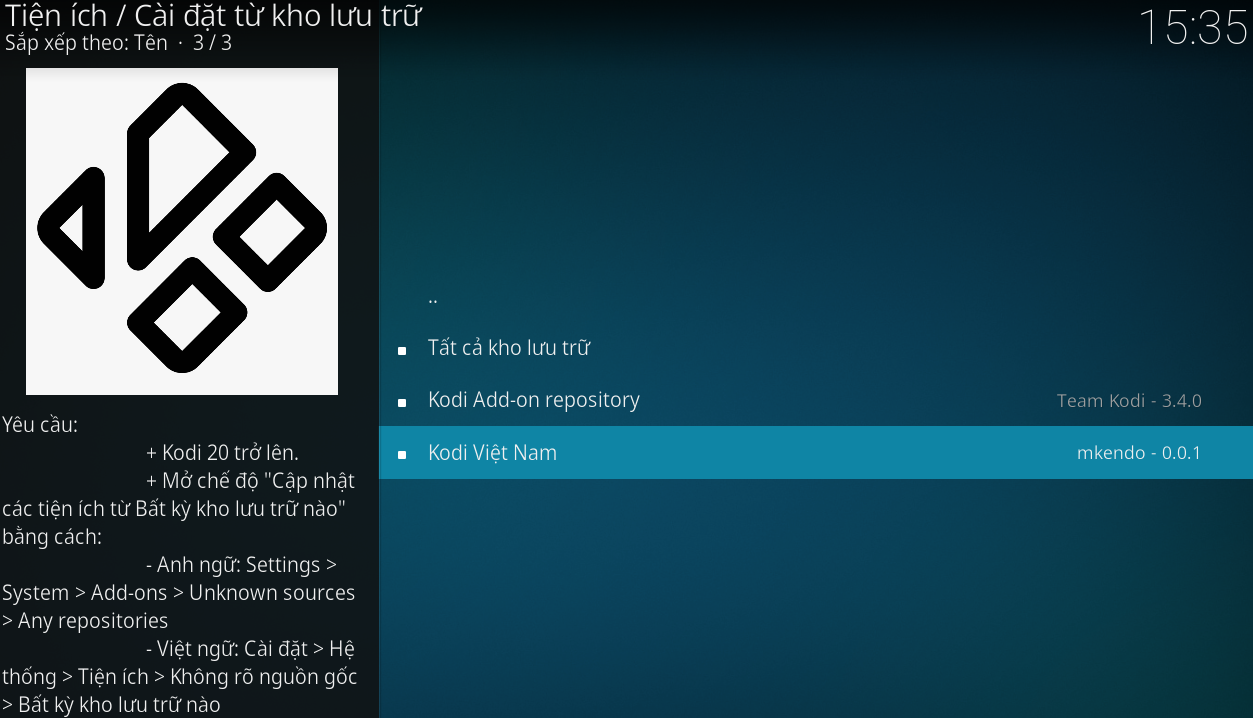 Tiện ích / Cài đặt từ kho lưu trữ
Sắp xếp theo: Tên · 3 / 3
15:35
..
Tất cả kho lưu trữ
Kodi Add-on repository
Team Kodi - 3.4.0
Kodi Việt Nam
mkendo - 0.0.1
Yêu cầu:
+ Kodi 20 trở lên.
+ Mở chế độ "Cập nhật
các tiện ích từ Bất kỳ kho lưu trữ nào"
bằng cách:
- Anh ngữ: Settings >
System > Add-ons > Unknown sources
> Any repositories
- Việt ngữ: Cài đặt > Hệ
thống > Tiện ích > Không rõ nguồn gốc
> Bất kỳ kho lưu trữ nào